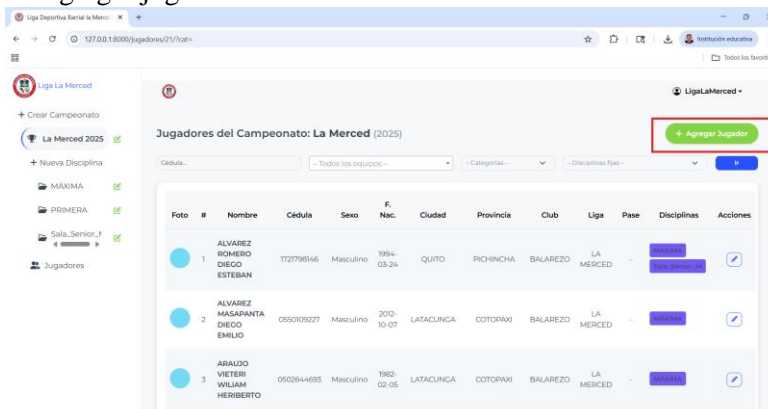 Liga Deportiva Barrial la Merce
127.0.0.1:8000/jugadores/21/?cat=
Institución educativa
Todos los favorit
Liga La Merced
LigaLaMerced
+ Crear Campeonato
La Merced 2025
+ Nueva Disciplina
MÁXIMA
PRIMERA
Sala_Senior_M
Jugadores
Jugadores del Campeonato: La Merced (2025)
+ Agregar Jugador
Cédula...
-- Todos los equipos --
-- Categorías --
-- Disciplinas fijas --
Ir
Foto # Nombre Cédula Sexo F. Nac. Ciudad Provincia Club Liga Pase Disciplinas Acciones
1 ALVAREZ ROMERO DIEGO ESTEBAN 1721798146 Masculino 1994-03-24 QUITO PICHINCHA BALAREZO LA MERCED – MÁXIMA Sala_Senior_M
2 ALVAREZ MASAPANTA DIEGO EMILIO 0550109227 Masculino 2012-10-07 LATACUNGA COTOPAXI BALAREZO LA MERCED – MÁXIMA
3 ARAUJO VIETERI WILIAM HERIBERTO 0502644693 Masculino 1982-02-05 LATACUNGA COTOPAXI BALAREZO LA MERCED – MÁXIMA